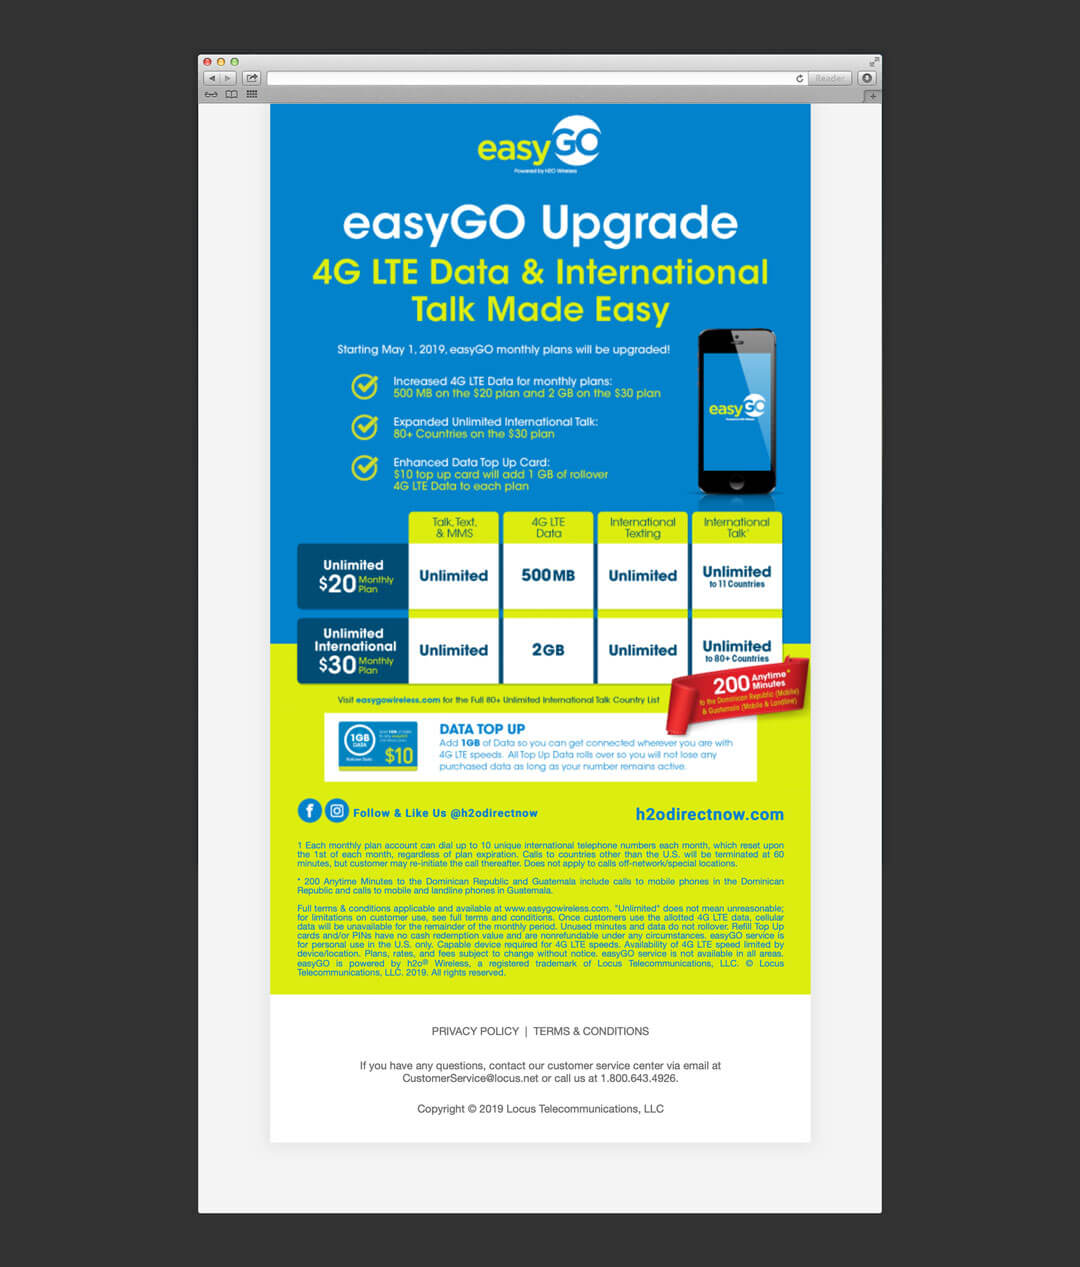 Reader
easyGO
Powered by H2O Wireless
easyGO Upgrade
4G LTE Data & International
Talk Made Easy
Starting May 1, 2019, easyGO monthly plans will be upgraded!
Increased 4G LTE Data for monthly plans:
500 MB on the $20 plan and 2 GB on the $30 plan
Expanded Unlimited International Talk:
80+ Countries on the $30 plan
Enhanced Data Top Up Card:
$10 top up card will add 1 GB of rollover
4G LTE Data to each plan
easyGO
Talk, Text, & MMS
4G LTE Data
International Texting
International Talk¹
Unlimited $20 Monthly Plan
Unlimited
500MB
Unlimited
Unlimited to 11 Countries
Unlimited International $30 Monthly Plan
Unlimited
2GB
Unlimited
Unlimited to 80+ Countries
200 Anytime* Minutes
to the Dominican Republic (Mobile)
& Guatemala (Mobile & Landline)
Visit easygowireless.com for the Full 80+ Unlimited International Talk Country List
1GB DATA
$10
DATA TOP UP
Add 1GB of Data so you can get connected wherever you are with
4G LTE speeds. All Top Up Data rolls over so you will not lose any
purchased data as long as your number remains active.
Follow & Like Us @h2odirectnow
h2odirectnow.com
1 Each monthly plan account can dial up to 10 unique international telephone numbers each month, which reset upon
the 1st of each month, regardless of plan expiration. Calls to countries other than the U.S. will be terminated at 60
minutes, but customer may re-initiate the call thereafter. Does not apply to calls off-network/special locations.
* 200 Anytime Minutes to the Dominican Republic and Guatemala include calls to mobile phones in the Dominican
Republic and calls to mobile and landline phones in Guatemala.
Full terms & conditions applicable and available at www.easygowireless.com. "Unlimited" does not mean unreasonable;
for limitations on customer use, see full terms and conditions. Once customers use the allotted 4G LTE data, cellular
data will be unavailable for the remainder of the monthly period. Unused minutes and data do not rollover. Refill Top Up
cards and/or PINs have no cash redemption value and are nonrefundable under any circumstances. easyGO service is
for personal use in the U.S. only. Capable device required for 4G LTE speeds. Availability of 4G LTE speed limited by
device/location. Plans, rates, and fees subject to change without notice. easyGO service is not available in all areas.
easyGO is powered by h2o® Wireless, a registered trademark of Locus Telecommunications, LLC. © Locus
Telecommunications, LLC. 2019. All rights reserved.
PRIVACY POLICY | TERMS & CONDITIONS
If you have any questions, contact our customer service center via email at
CustomerService@locus.net or call us at 1.800.643.4926.
Copyright © 2019 Locus Telecommunications, LLC